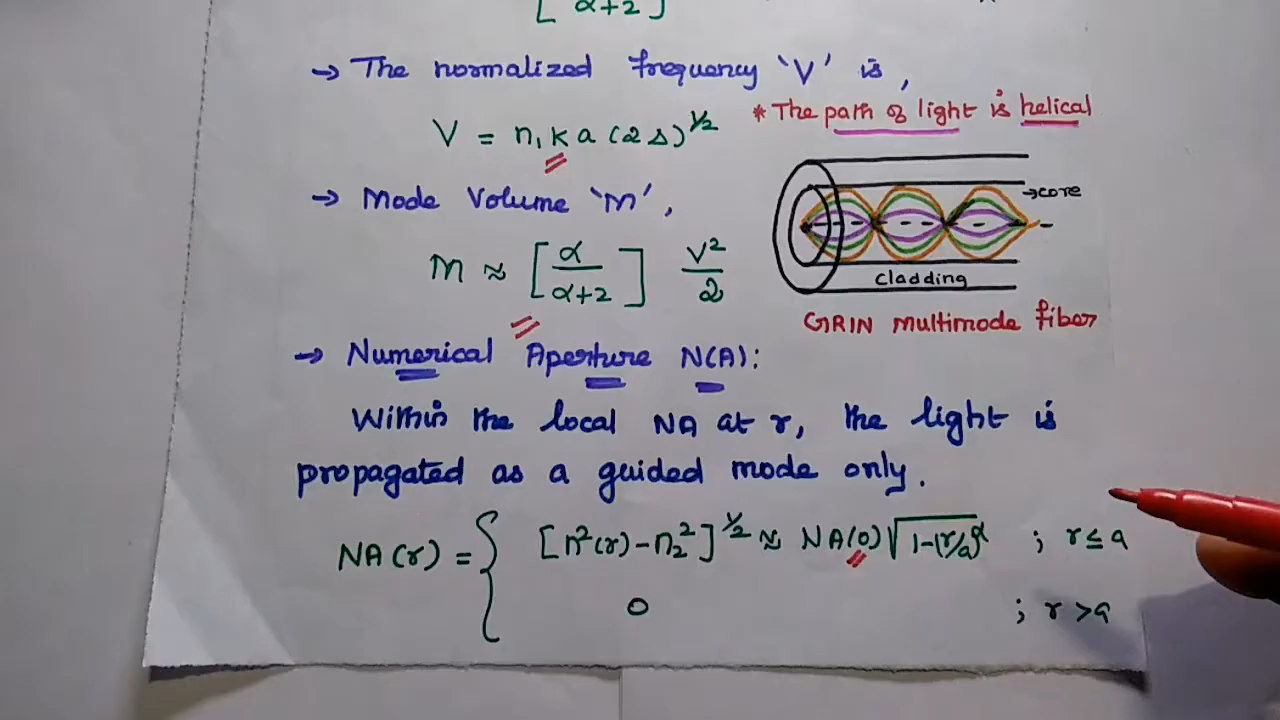 [ α+2 ]
→ The normalized frequency 'V' is,
V = n₁ k a (2Δ)^1/2
* The path of light is helical
→ core
cladding
GRIN multimode fiber
→ Mode Volume 'M',
M ≈ [α/(α+2)] V²/2
→ Numerical Aperture N(A):
Within the local NA at r, the light is
propagated as a guided mode only.
NA(r) = { [n²(r)-n₂²]^1/2 ≈ NA(0) √(1-(r/a)^α) ; r≤a
0 ; r>a